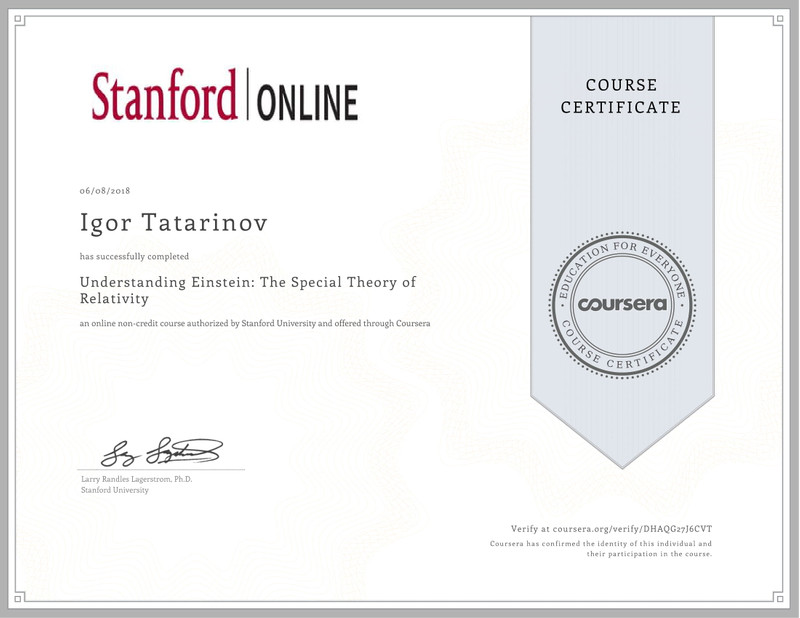 Stanford | ONLINE
COURSE
CERTIFICATE
06/08/2018
Igor Tatarinov
has successfully completed
Understanding Einstein: The Special Theory of
Relativity
an online non-credit course authorized by Stanford University and offered through Coursera
EDUCATION FOR EVERYONE
coursera
COURSE CERTIFICATE
Larry Randles Lagerstrom, Ph.D.
Stanford University
Verify at coursera.org/verify/DHAQG27J6CVT
Coursera has confirmed the identity of this individual and
their participation in the course.